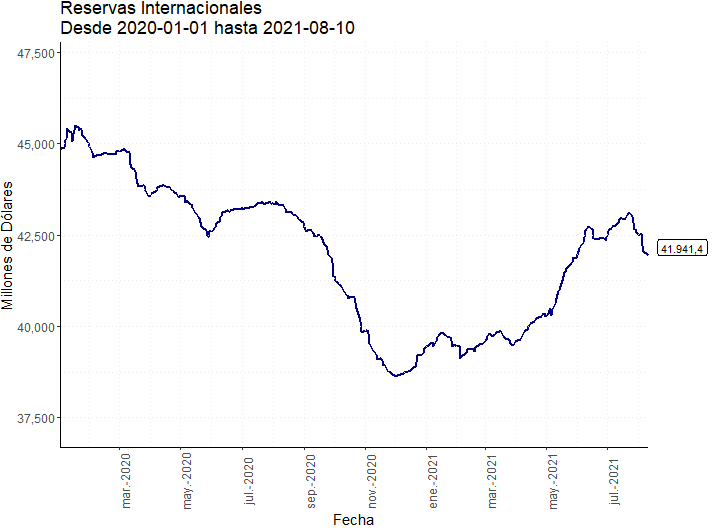 Reservas Internacionales
Desde 2020-01-01 hasta 2021-08-10
47,500
45,000
42,500
40,000
37,500
Millones de Dólares
41.941,4
mar.-2020
may.-2020
jul.-2020
sep.-2020
nov.-2020
ene.-2021
mar.-2021
may.-2021
jul.-2021
Fecha